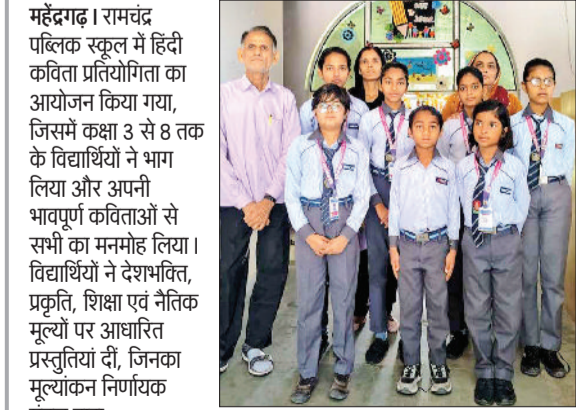 महेंद्रगढ़। रामचंद्र
पब्लिक स्कूल में हिंदी
कविता प्रतियोगिता का
आयोजन किया गया,
जिसमें कक्षा 3 से 8 तक
के विद्यार्थियों ने भाग
लिया और अपनी
भावपूर्ण कविताओं से
सभी का मनमोह लिया।
विद्यार्थियों ने देशभक्ति,
प्रकृति, शिक्षा एवं नैतिक
मूल्यों पर आधारित
प्रस्तुतियां दीं, जिनका
मूल्यांकन निर्णायक